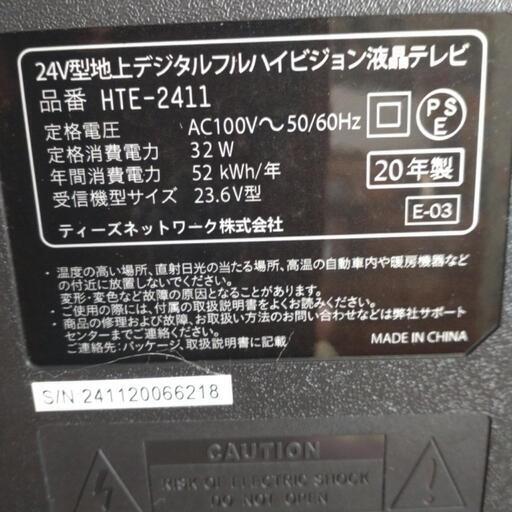 24V型地上デジタルフルハイビジョン液晶テレビ
品番 HTE-2411
定格電圧 AC100V～50/60Hz
定格消費電力 32W
年間消費電力 52 kWh/年
受信機型サイズ 23.6V型
ティーズネットワーク株式会社
PSE
20年製
E-03
・温度の高い場所、直射日光の当たる場所、高温の自動車内や暖房機器など
の付近に放置しないでください。
変形・変色など故障の原因となることがあります。
・ご使用の際には、付属の取扱説明書をよくお読みください。
・商品の修理および故障、お取扱い方法のお問い合わせなどは弊社サポート
センターまでご連絡ください。
ご連絡先：パッケージ、取扱説明書に記載
MADE IN CHINA
S/N 241120066218
CAUTION
RISK OF ELECTRIC SHOCK
DO NOT OPEN